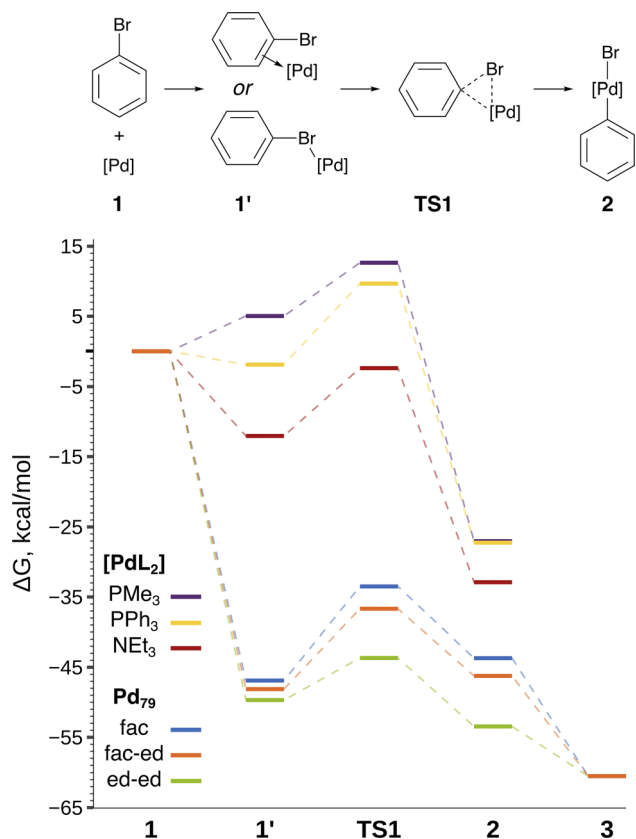 Br
Br
[Pd]
or
Br
[Pd]
+
[Pd]
Br
[Pd]
Br
[Pd]
1 1' TS1 2
15
5
−5
−15
−25
−35
−45
−55
−65
ΔG, kcal/mol
[PdL₂]
PMe₃
PPh₃
NEt₃
Pd₇₉
fac
fac-ed
ed-ed
1 1' TS1 2 3